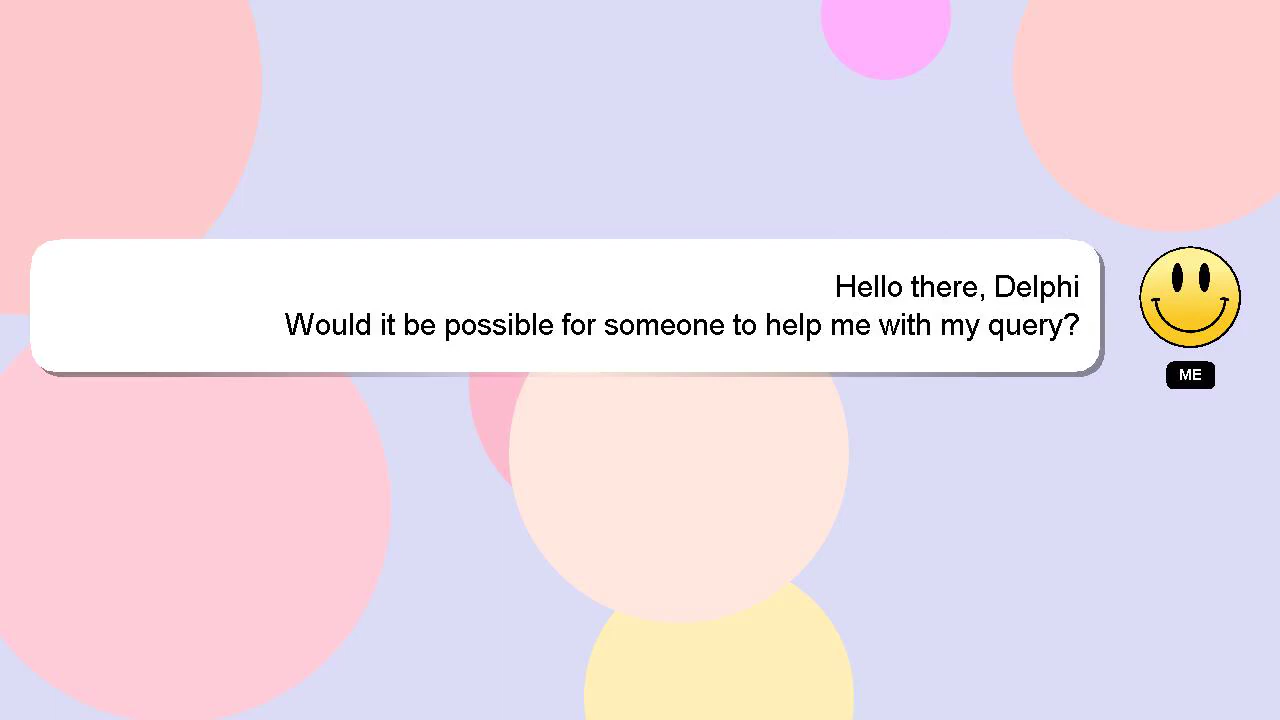 Hello there, Delphi
Would it be possible for someone to help me with my query?
ME